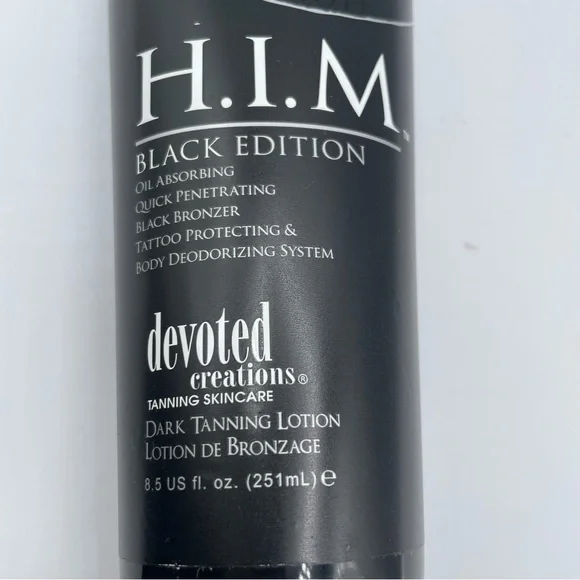 H.I.M™
BLACK EDITION
OIL ABSORBING
QUICK PENETRATING
BLACK BRONZER
TATTOO PROTECTING &
BODY DEODORIZING SYSTEM
devoted
creations®
TANNING SKINCARE
DARK TANNING LOTION
LOTION DE BRONZAGE
8.5 US fl. oz. (251mL) ℮